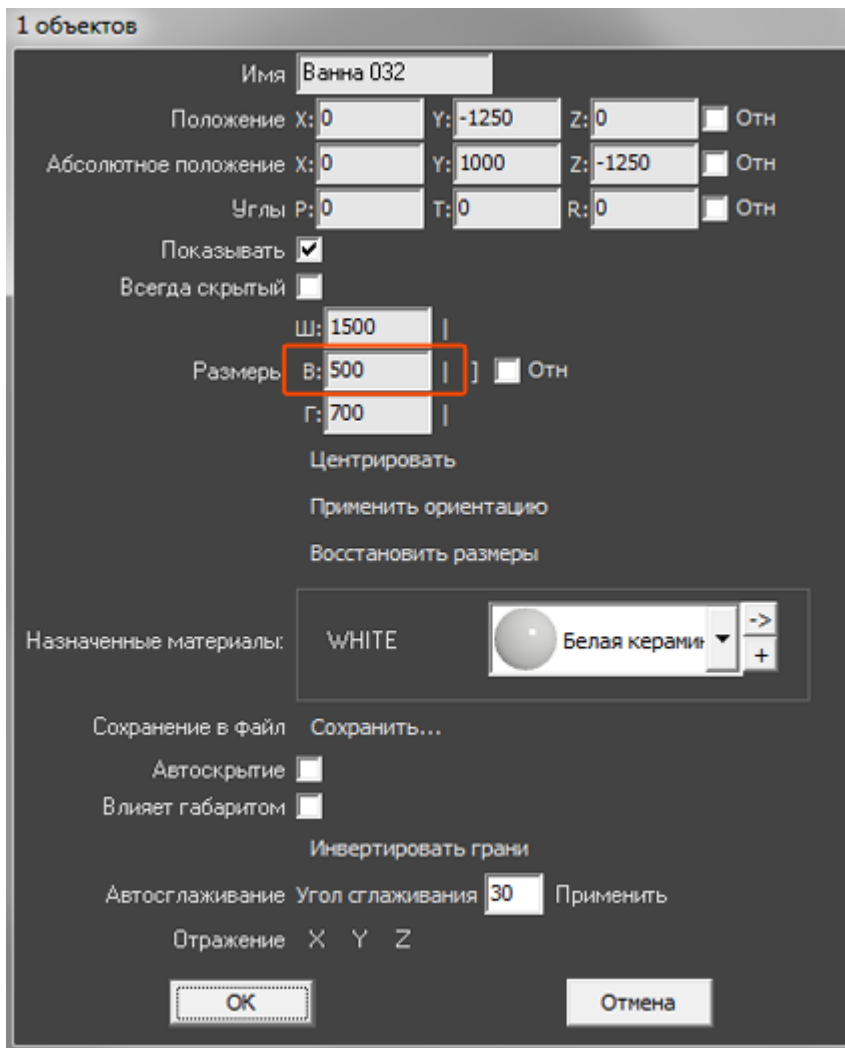 1 объектов
Имя Ванна 032
Положение X: 0 Y: -1250 Z: 0 Отн
Абсолютное положение X: 0 Y: 1000 Z: -1250 Отн
Углы P: 0 T: 0 R: 0 Отн
Показывать
Всегда скрытый
Ш: 1500 |
Размеры В: 500 | ] Отн
Г: 700 |
Центрировать
Применить ориентацию
Восстановить размеры
Назначенные материалы: WHITE Белая керамик ->
+
Сохранение в файл Сохранить...
Автоскрытие
Влияет габаритом
Инвертировать грани
Автосглаживание Угол сглаживания 30 Применить
Отражение X Y Z
OK Отмена